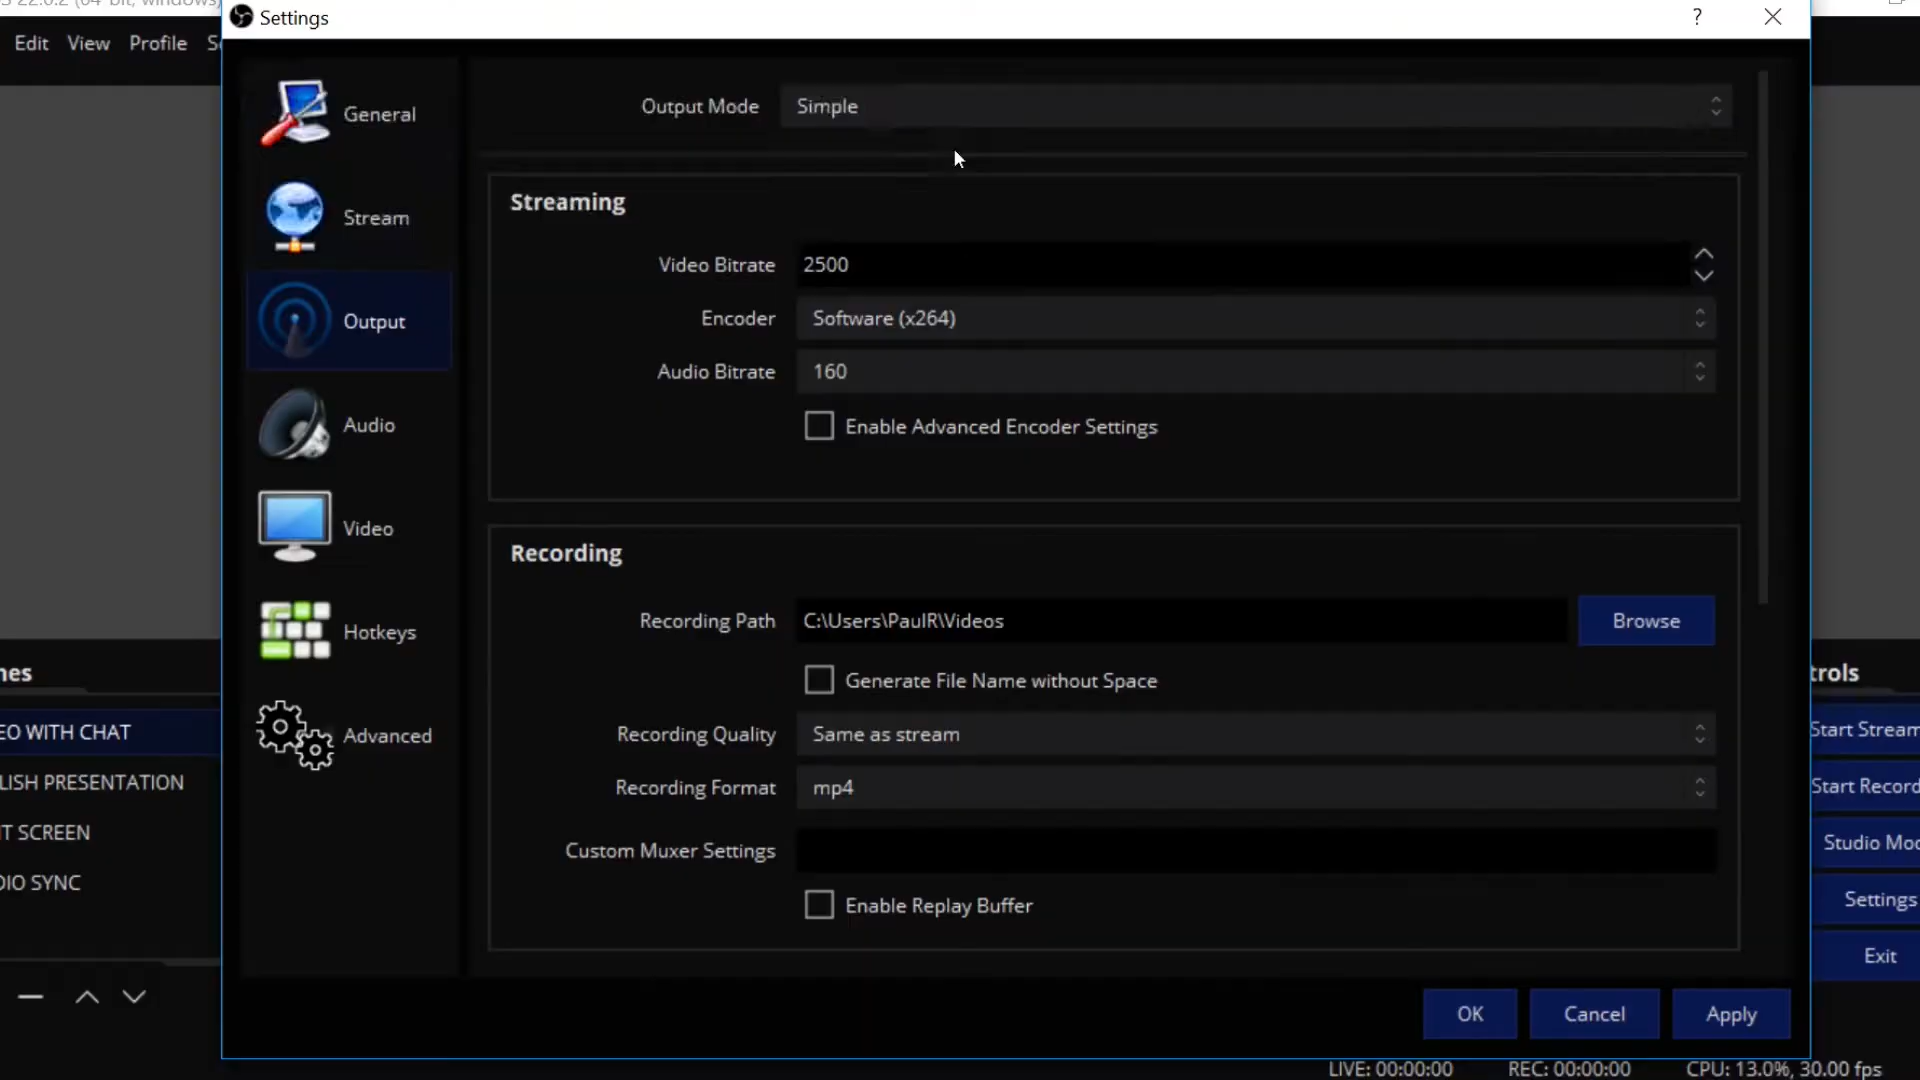 Settings
?
Edit View Profile
General
Stream
Output
Audio
Video
Hotkeys
Advanced
Output Mode Simple
Streaming
Video Bitrate 2500
Encoder Software (x264)
Audio Bitrate 160
Enable Advanced Encoder Settings
Recording
Recording Path C:\Users\PaulR\Videos Browse
Generate File Name without Space
Recording Quality Same as stream
Recording Format mp4
Custom Muxer Settings
Enable Replay Buffer
OK Cancel Apply
nes
EO WITH CHAT
LISH PRESENTATION
T SCREEN
DIO SYNC
trols
Start Stream
Start Record
Studio Mod
Settings
Exit
LIVE: 00:00:00 REC: 00:00:00 CPU: 13.0%, 30.00 fps